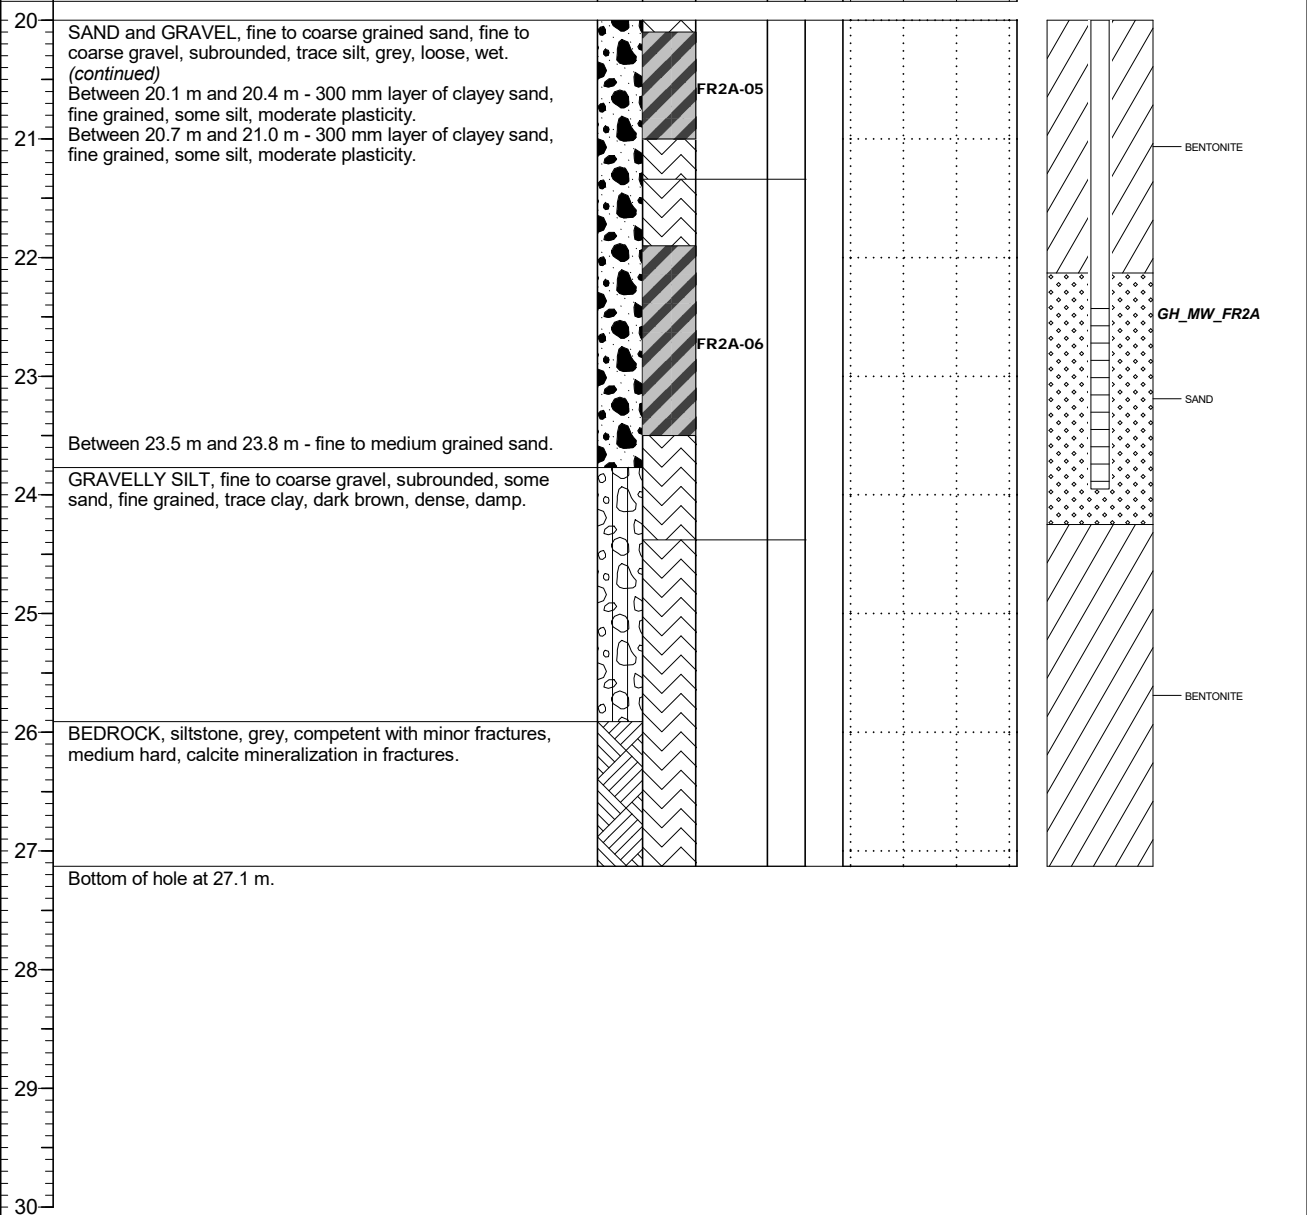 20
SAND and GRAVEL, fine to coarse grained sand, fine to
coarse gravel, subrounded, trace silt, grey, loose, wet.
(continued)
Between 20.1 m and 20.4 m - 300 mm layer of clayey sand,
fine grained, some silt, moderate plasticity.
Between 20.7 m and 21.0 m - 300 mm layer of clayey sand,
fine grained, some silt, moderate plasticity.
FR2A-05
21
BENTONITE
22
GH_MW_FR2A
FR2A-06
23
SAND
Between 23.5 m and 23.8 m - fine to medium grained sand.
GRAVELLY SILT, fine to coarse gravel, subrounded, some
sand, fine grained, trace clay, dark brown, dense, damp.
24
25
BENTONITE
26
BEDROCK, siltstone, grey, competent with minor fractures,
medium hard, calcite mineralization in fractures.
27
Bottom of hole at 27.1 m.
28
29
30